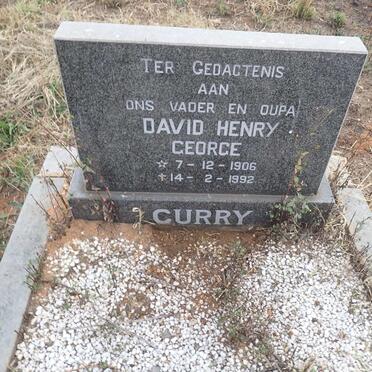 TER GEDACTENIS
AAN
ONS VADER EN OUPA
DAVID HENRY
GEORGE
☆ 7-12-1906
✝ 14-2-1992
CURRY